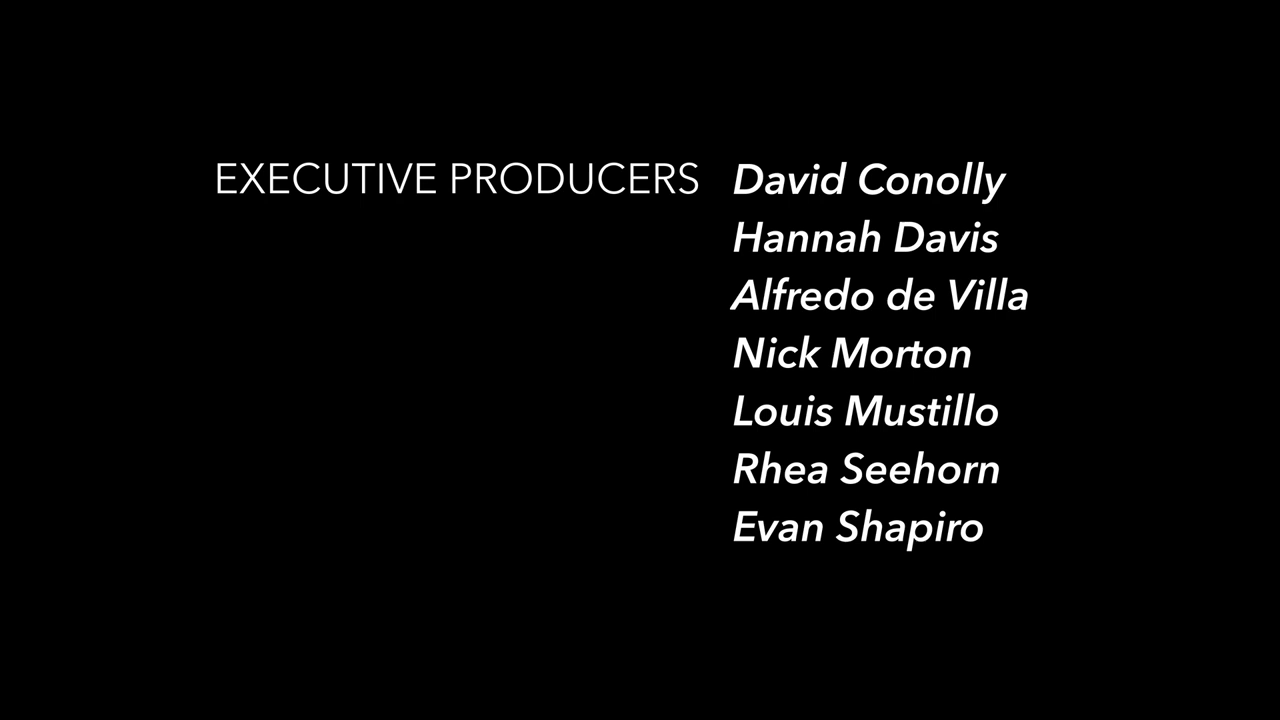 EXECUTIVE PRODUCERS David Conolly
Hannah Davis
Alfredo de Villa
Nick Morton
Louis Mustillo
Rhea Seehorn
Evan Shapiro